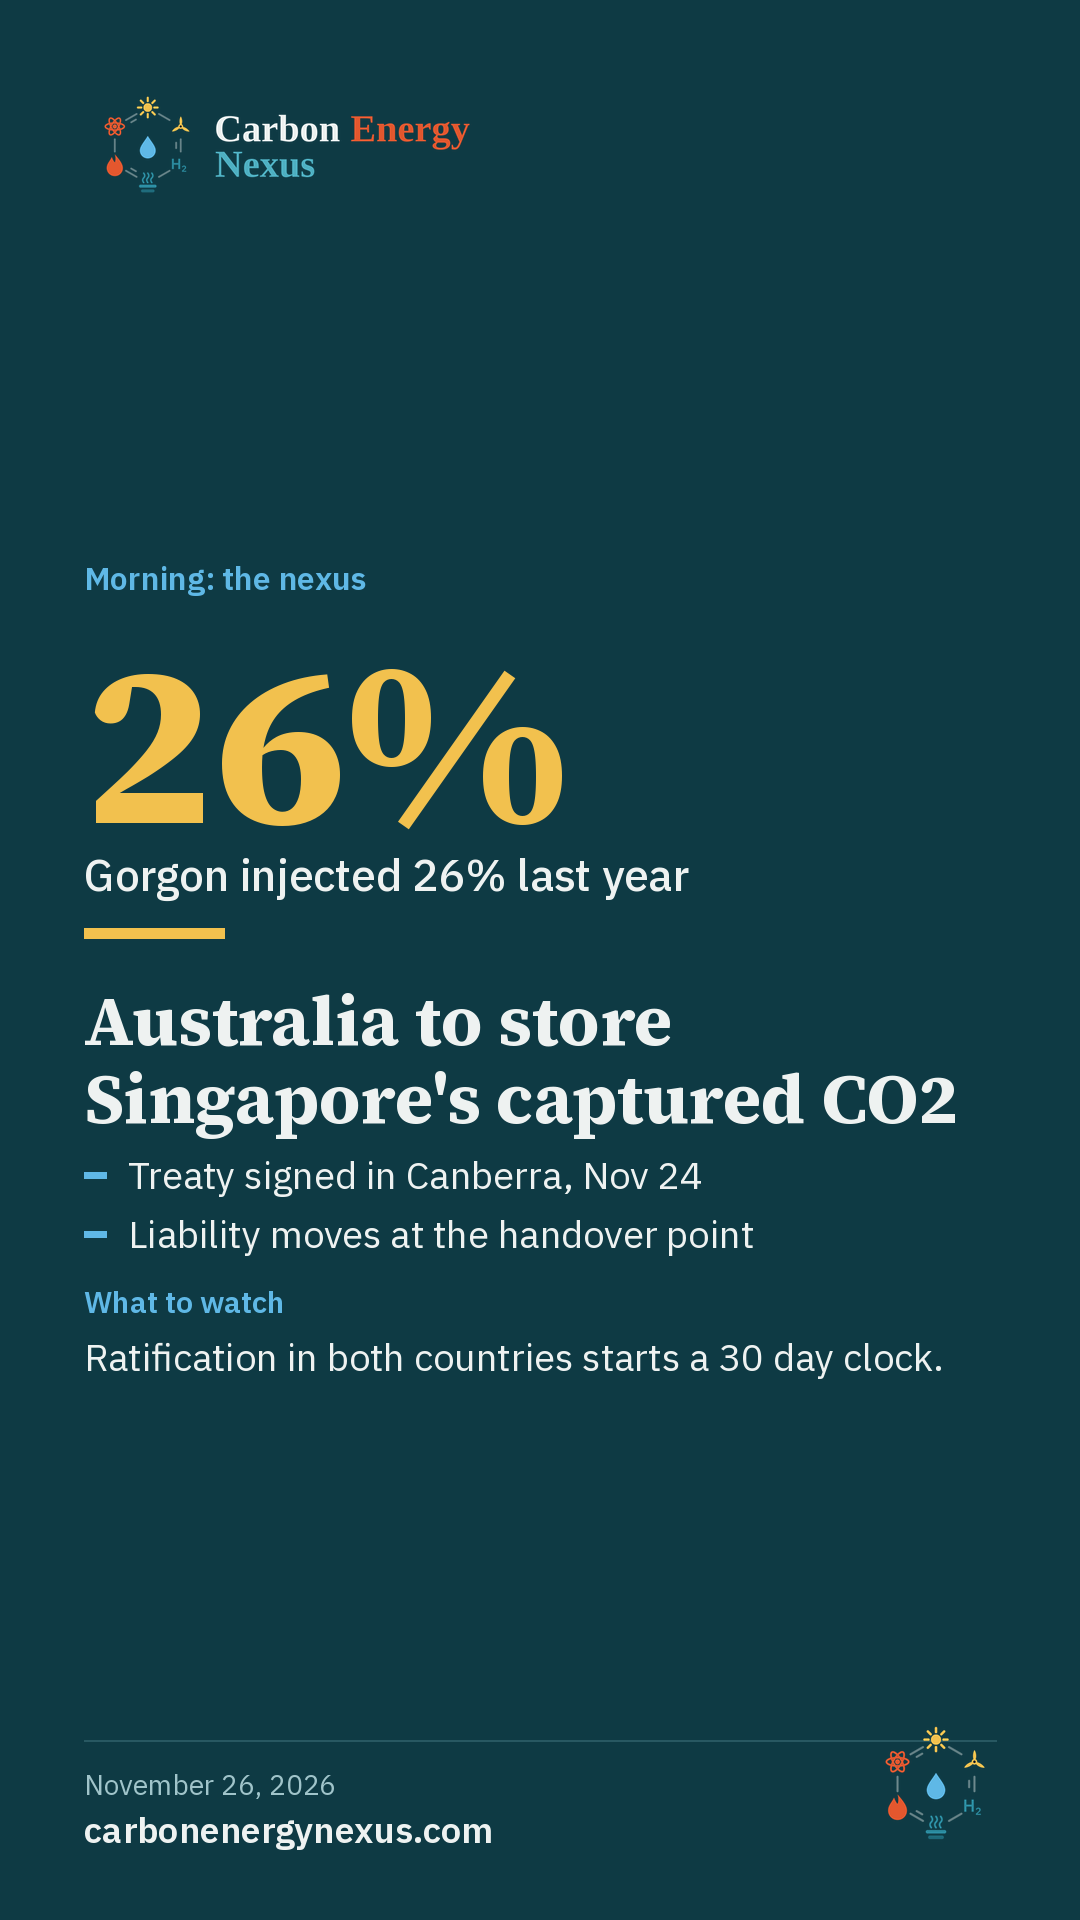 Carbon Energy
Nexus
H₂
Morning: the nexus
26%
Gorgon injected 26% last year
Australia to store
Singapore's captured CO2
Treaty signed in Canberra, Nov 24
Liability moves at the handover point
What to watch
Ratification in both countries starts a 30 day clock.
November 26, 2026
carbonenergynexus.com
H₂